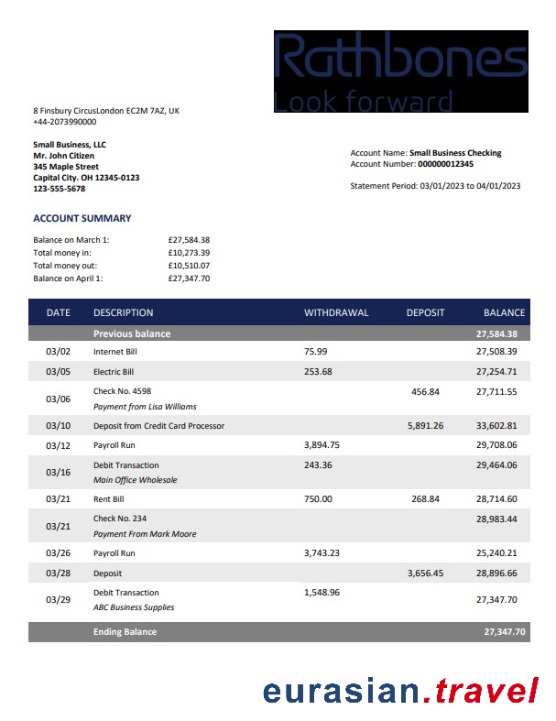 Rathbones
Look forward
8 Finsbury CircusLondon EC2M 7AZ, UK
+44-2073990000
Small Business, LLC
Mr. John Citizen
345 Maple Street
Capital City. OH 12345-0123
123-555-5678
Account Name: Small Business Checking
Account Number: 000000012345
Statement Period: 03/01/2023 to 04/01/2023
ACCOUNT SUMMARY
Balance on March 1: £27,584.38
Total money in: £10,273.39
Total money out: £10,510.07
Balance on April 1: £27,347.70
DATE DESCRIPTION WITHDRAWAL DEPOSIT BALANCE
Previous balance 27,584.38
03/02 Internet Bill 75.99 27,508.39
03/05 Electric Bill 253.68 27,254.71
03/06 Check No. 4598 456.84 27,711.55
Payment from Lisa Williams
03/10 Deposit from Credit Card Processor 5,891.26 33,602.81
03/12 Payroll Run 3,894.75 29,708.06
03/16 Debit Transaction 243.36 29,464.06
Main Office Wholesale
03/21 Rent Bill 750.00 268.84 28,714.60
03/21 Check No. 234 28,983.44
Payment From Mark Moore
03/26 Payroll Run 3,743.23 25,240.21
03/28 Deposit 3,656.45 28,896.66
03/29 Debit Transaction 1,548.96 27,347.70
ABC Business Supplies
Ending Balance 27,347.70
eurasian.travel